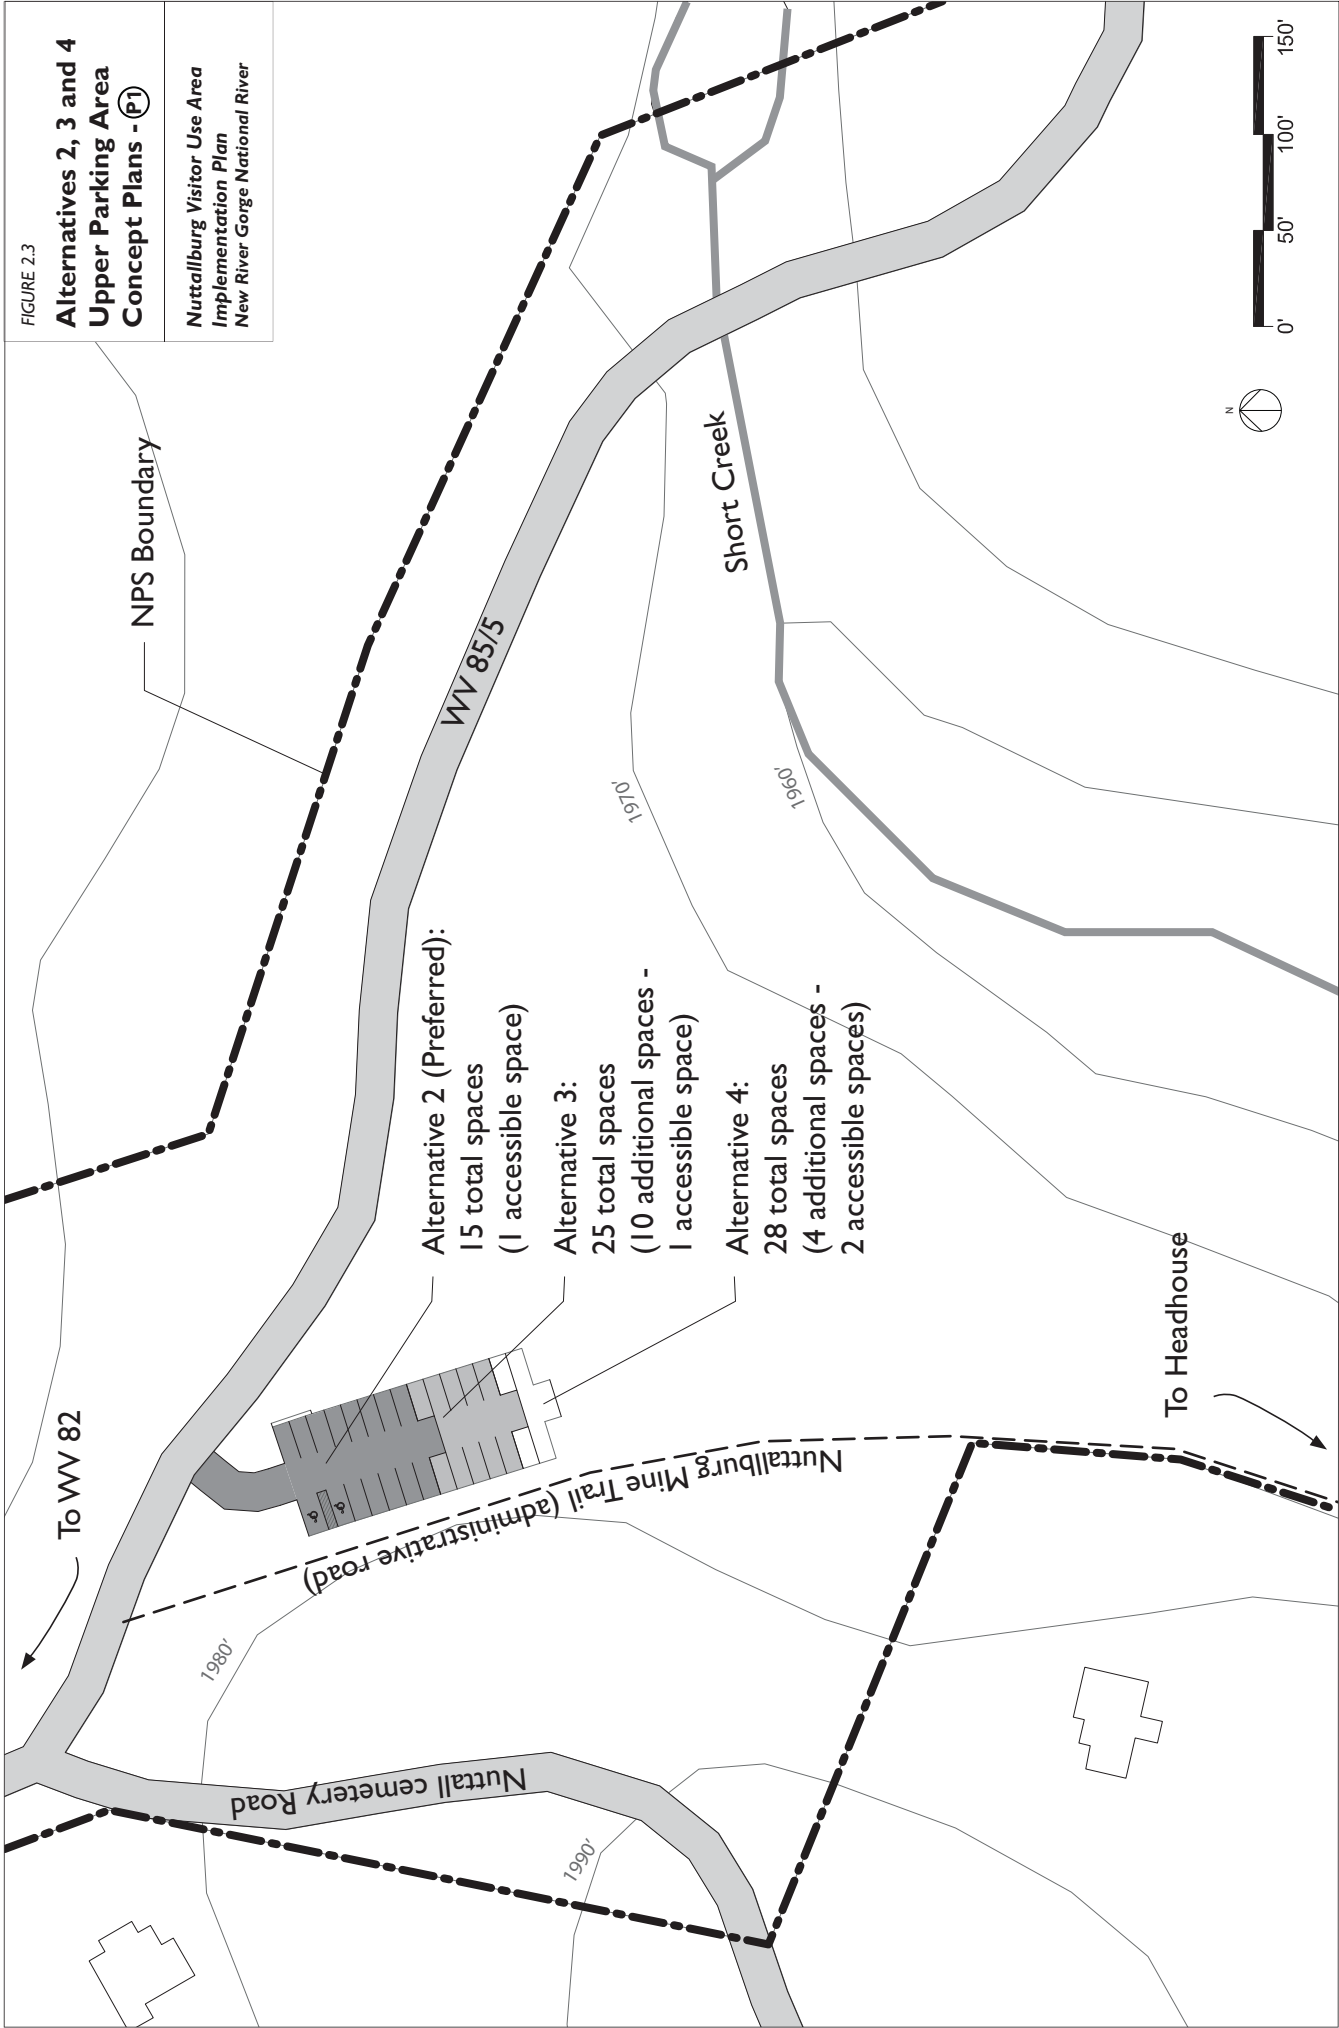 FIGURE 2.3
Alternatives 2, 3 and 4
Upper Parking Area
Concept Plans - P1
Nuttallburg Visitor Use Area
Implementation Plan
New River Gorge National River
NPS Boundary
To WV 82
WV 85/5
Short Creek
1970'
1960'
Alternative 2 (Preferred):
15 total spaces
(1 accessible space)
Alternative 3:
25 total spaces
(10 additional spaces -
1 accessible space)
Alternative 4:
28 total spaces
(4 additional spaces -
2 accessible spaces)
Nuttallburg Mine Trail (administrative road)
To Headhouse
1980'
Nuttall cemetery Road
1990'
N
0' 50' 100' 150'